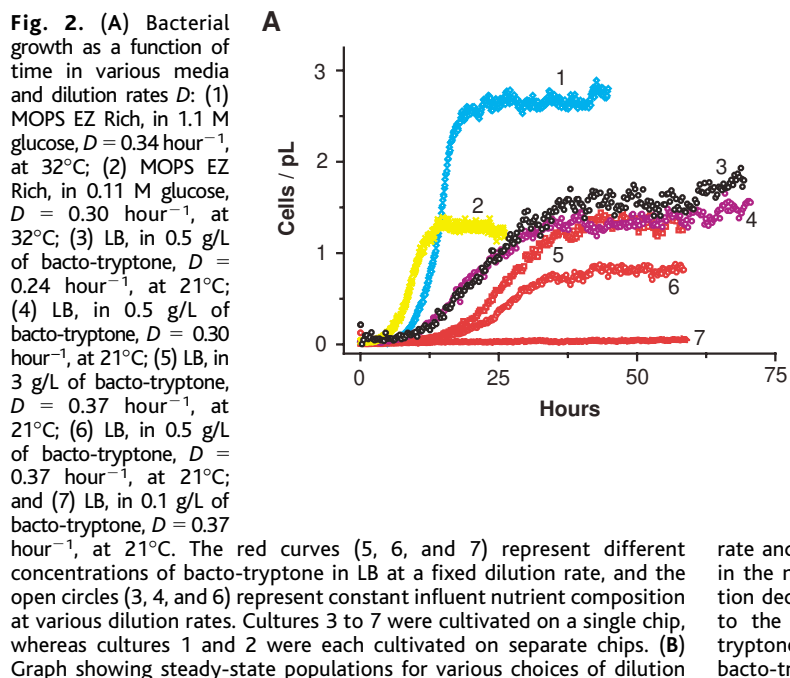 Fig. 2. (A) Bacterial
growth as a function of
time in various media
and dilution rates D: (1)
MOPS EZ Rich, in 1.1 M
glucose, D = 0.34 hour⁻¹,
at 32°C; (2) MOPS EZ
Rich, in 0.11 M glucose,
D = 0.30 hour⁻¹, at
32°C; (3) LB, in 0.5 g/L
of bacto-tryptone, D =
0.24 hour⁻¹, at 21°C;
(4) LB, in 0.5 g/L of
bacto-tryptone, D = 0.30
hour⁻¹, at 21°C; (5) LB, in
3 g/L of bacto-tryptone,
D = 0.37 hour⁻¹, at
21°C; (6) LB, in 0.5 g/L
of bacto-tryptone, D =
0.37 hour⁻¹, at 21°C;
and (7) LB, in 0.1 g/L of
bacto-tryptone, D = 0.37
hour⁻¹, at 21°C. The red curves (5, 6, and 7) represent different
concentrations of bacto-tryptone in LB at a fixed dilution rate, and the
open circles (3, 4, and 6) represent constant influent nutrient composition
at various dilution rates. Cultures 3 to 7 were cultivated on a single chip,
whereas cultures 1 and 2 were each cultivated on separate chips. (B)
Graph showing steady-state populations for various choices of dilution
A
3
2
1
0
Cells / pL
1
2
3
4
5
6
7
0 25 50 75
Hours
rate and
in the n
tion dec
to the
tryptone
bacto-tr